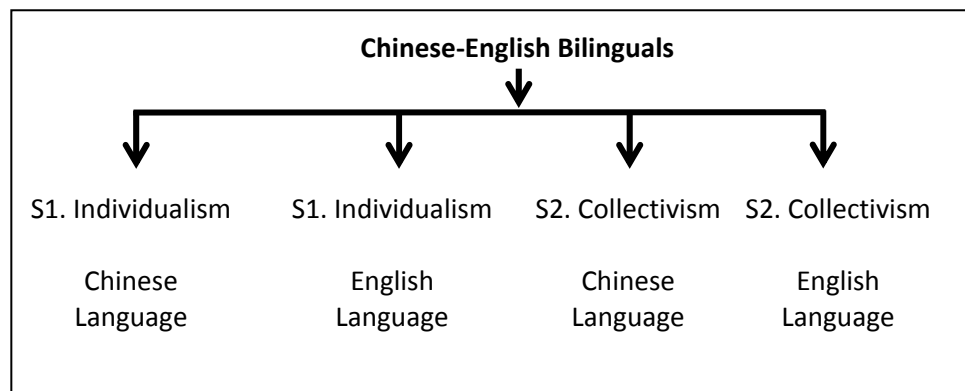 Chinese-English Bilinguals
S1. Individualism S1. Individualism S2. Collectivism S2. Collectivism
Chinese English Chinese English
Language Language Language Language